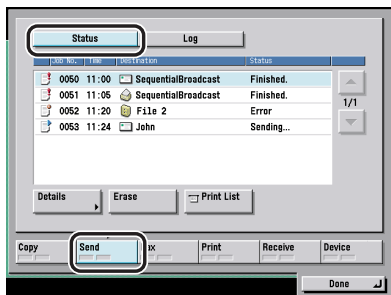 Status Log
Job No. Time Destination Status
0050 11:00 SequentialBroadcast Finished.
0051 11:05 SequentialBroadcast Finished.
0052 11:20 File 2 Error
0053 11:24 John Sending...
1/1
Details Erase Print List
Copy Send Print Receive Device
Done